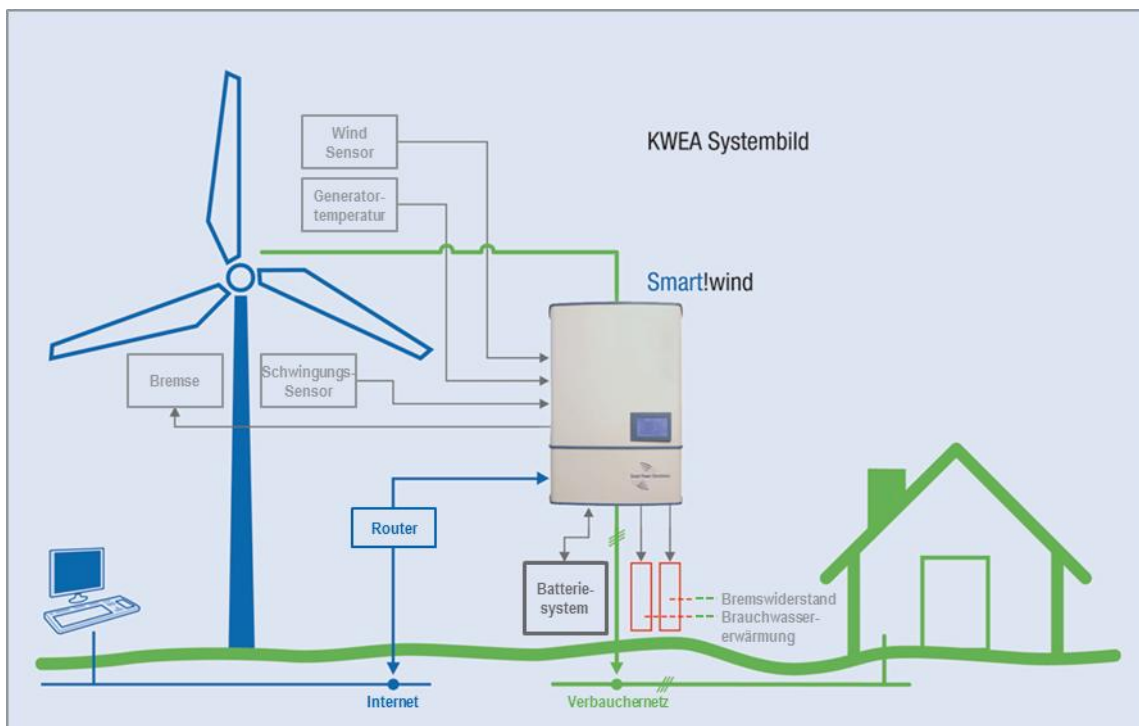 Wind
Sensor
KWEA Systembild
Generator-
temperatur
Smart!wind
Bremse
Schwingungs-
Sensor
Router
Batterie-
system
Bremswiderstand
Brauchwasser-
erwärmung
Internet
Verbauchernetz